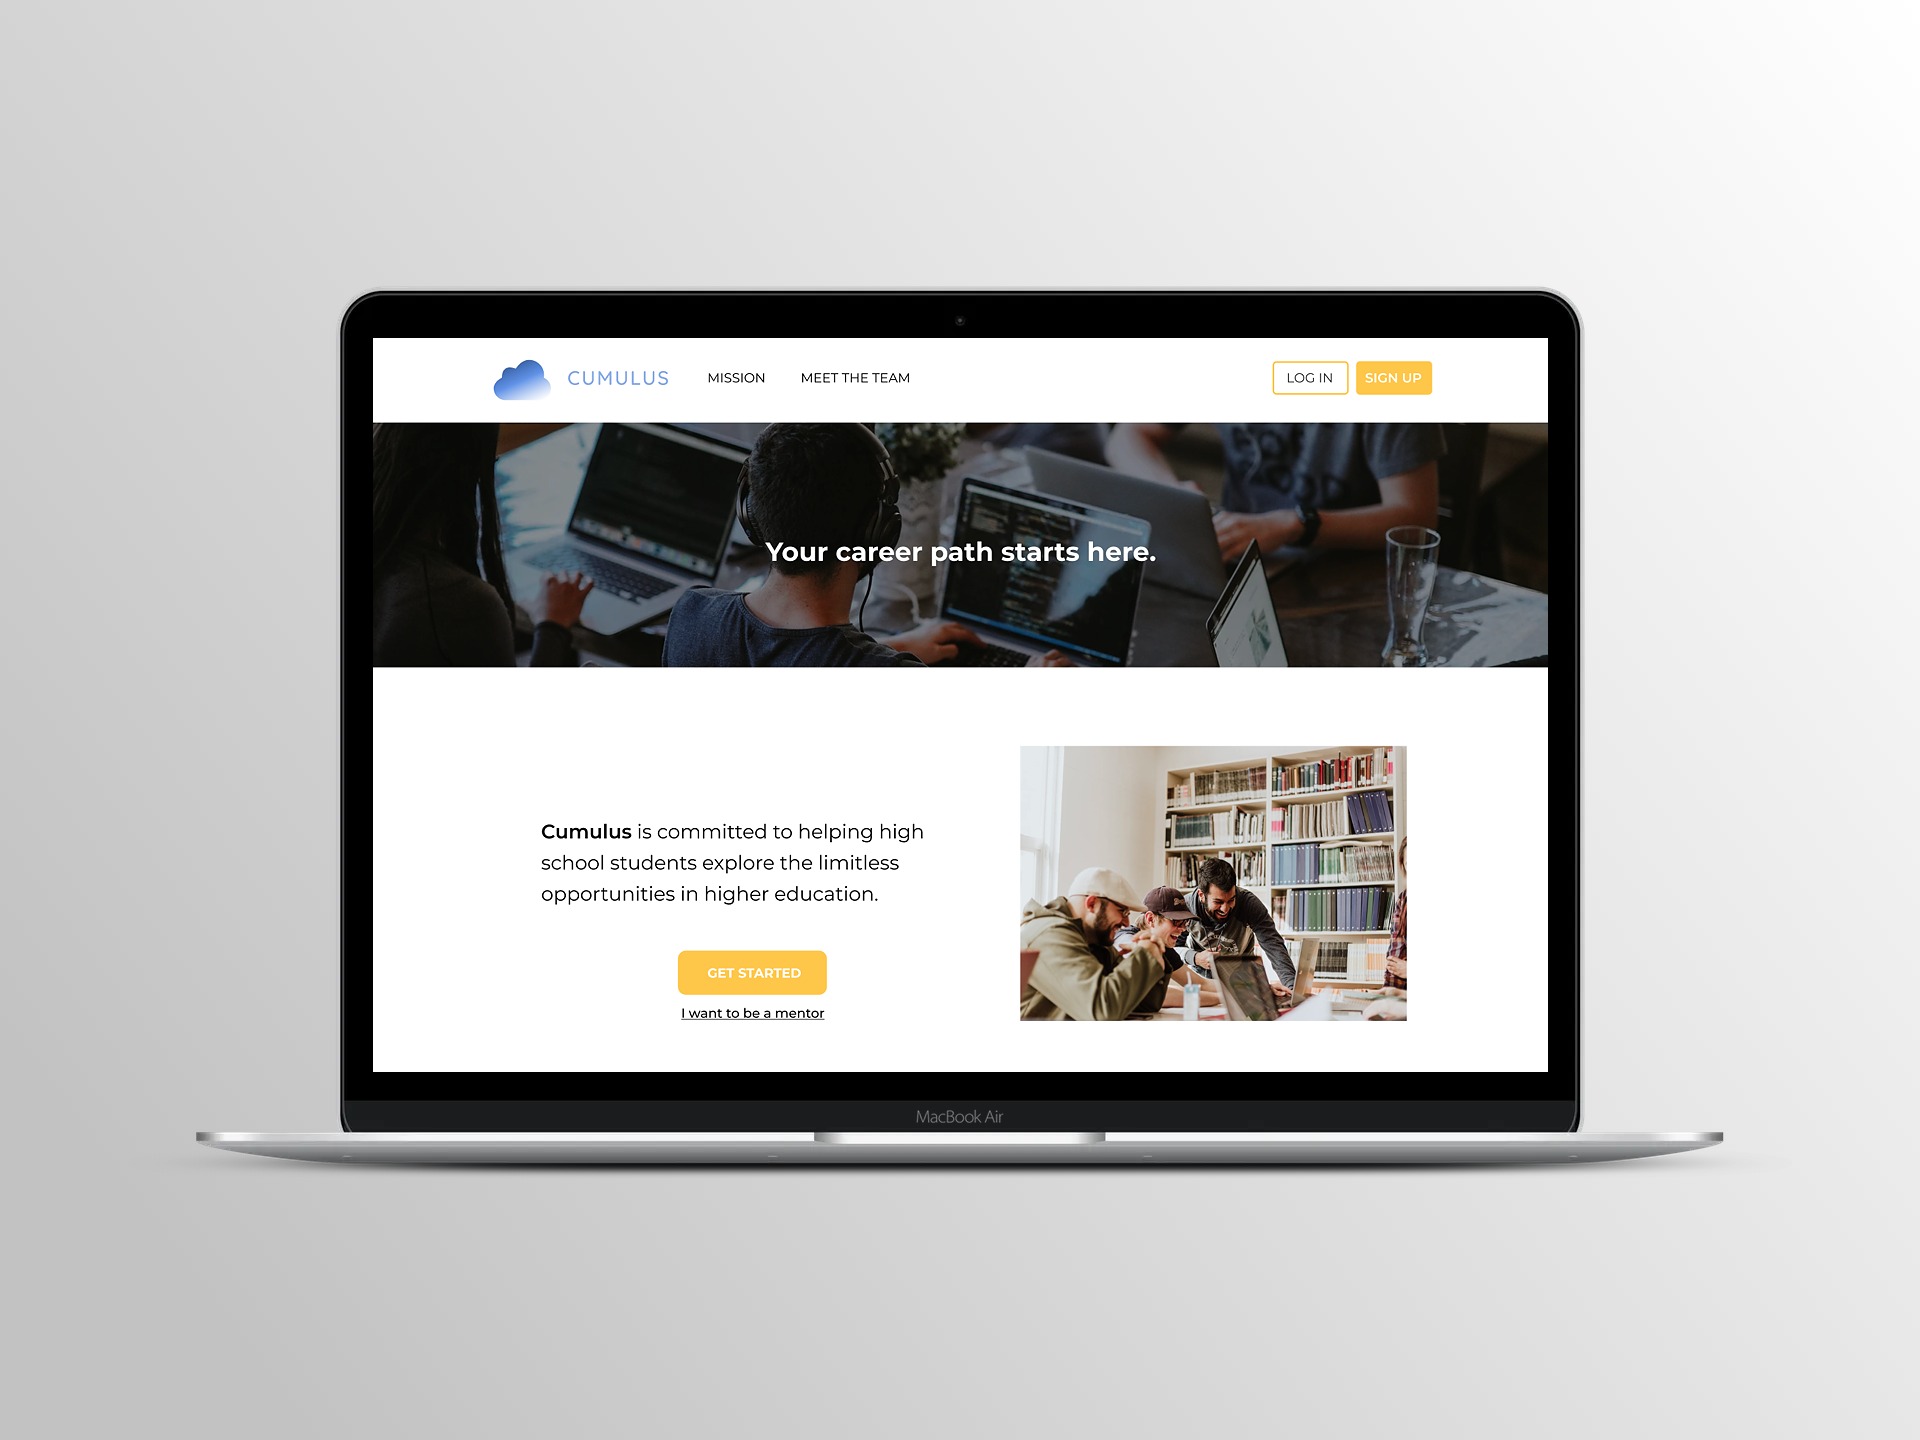 CUMULUS
MISSION
MEET THE TEAM
LOG IN
SIGN UP
Your career path starts here.
Cumulus is committed to helping high
school students explore the limitless
opportunities in higher education.
GET STARTED
I want to be a mentor
MacBook Air